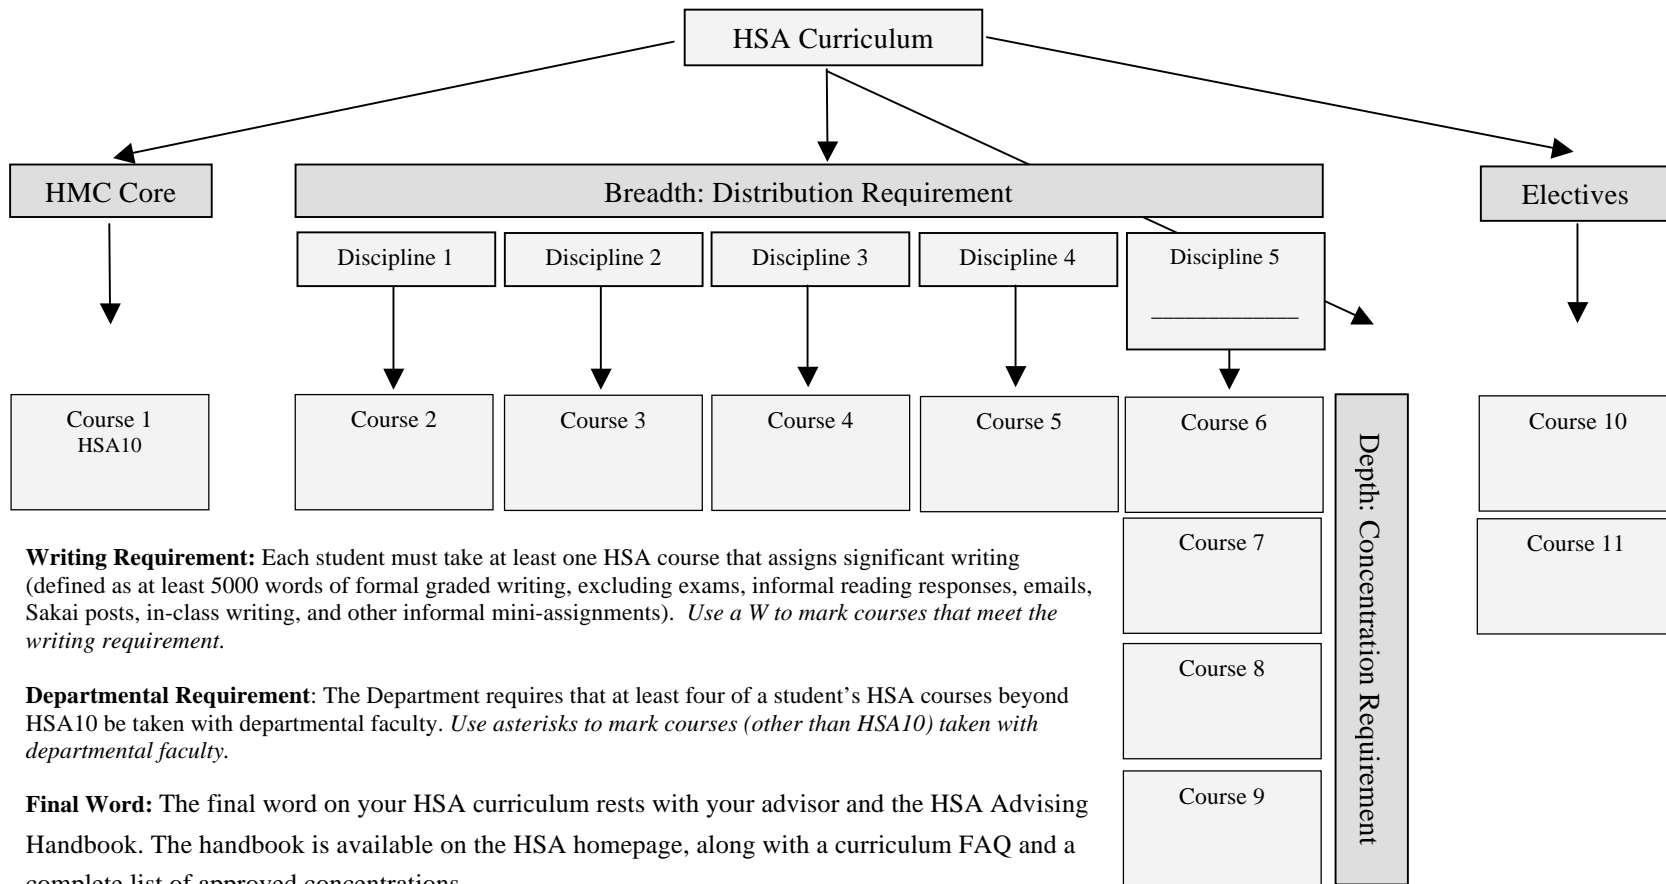 HSA Curriculum
HMC Core
Breadth: Distribution Requirement
Electives
Discipline 1
Discipline 2
Discipline 3
Discipline 4
Discipline 5
_____________
Course 1
HSA10
Course 2
Course 3
Course 4
Course 5
Course 6
Course 7
Course 8
Course 9
Depth: Concentration Requirement
Course 10
Course 11
Writing Requirement: Each student must take at least one HSA course that assigns significant writing
(defined as at least 5000 words of formal graded writing, excluding exams, informal reading responses, emails,
Sakai posts, in-class writing, and other informal mini-assignments). Use a W to mark courses that meet the
writing requirement.
Departmental Requirement: The Department requires that at least four of a student's HSA courses beyond
HSA10 be taken with departmental faculty. Use asterisks to mark courses (other than HSA10) taken with
departmental faculty.
Final Word: The final word on your HSA curriculum rests with your advisor and the HSA Advising
Handbook. The handbook is available on the HSA homepage, along with a curriculum FAQ and a
complete list of approved concentrations